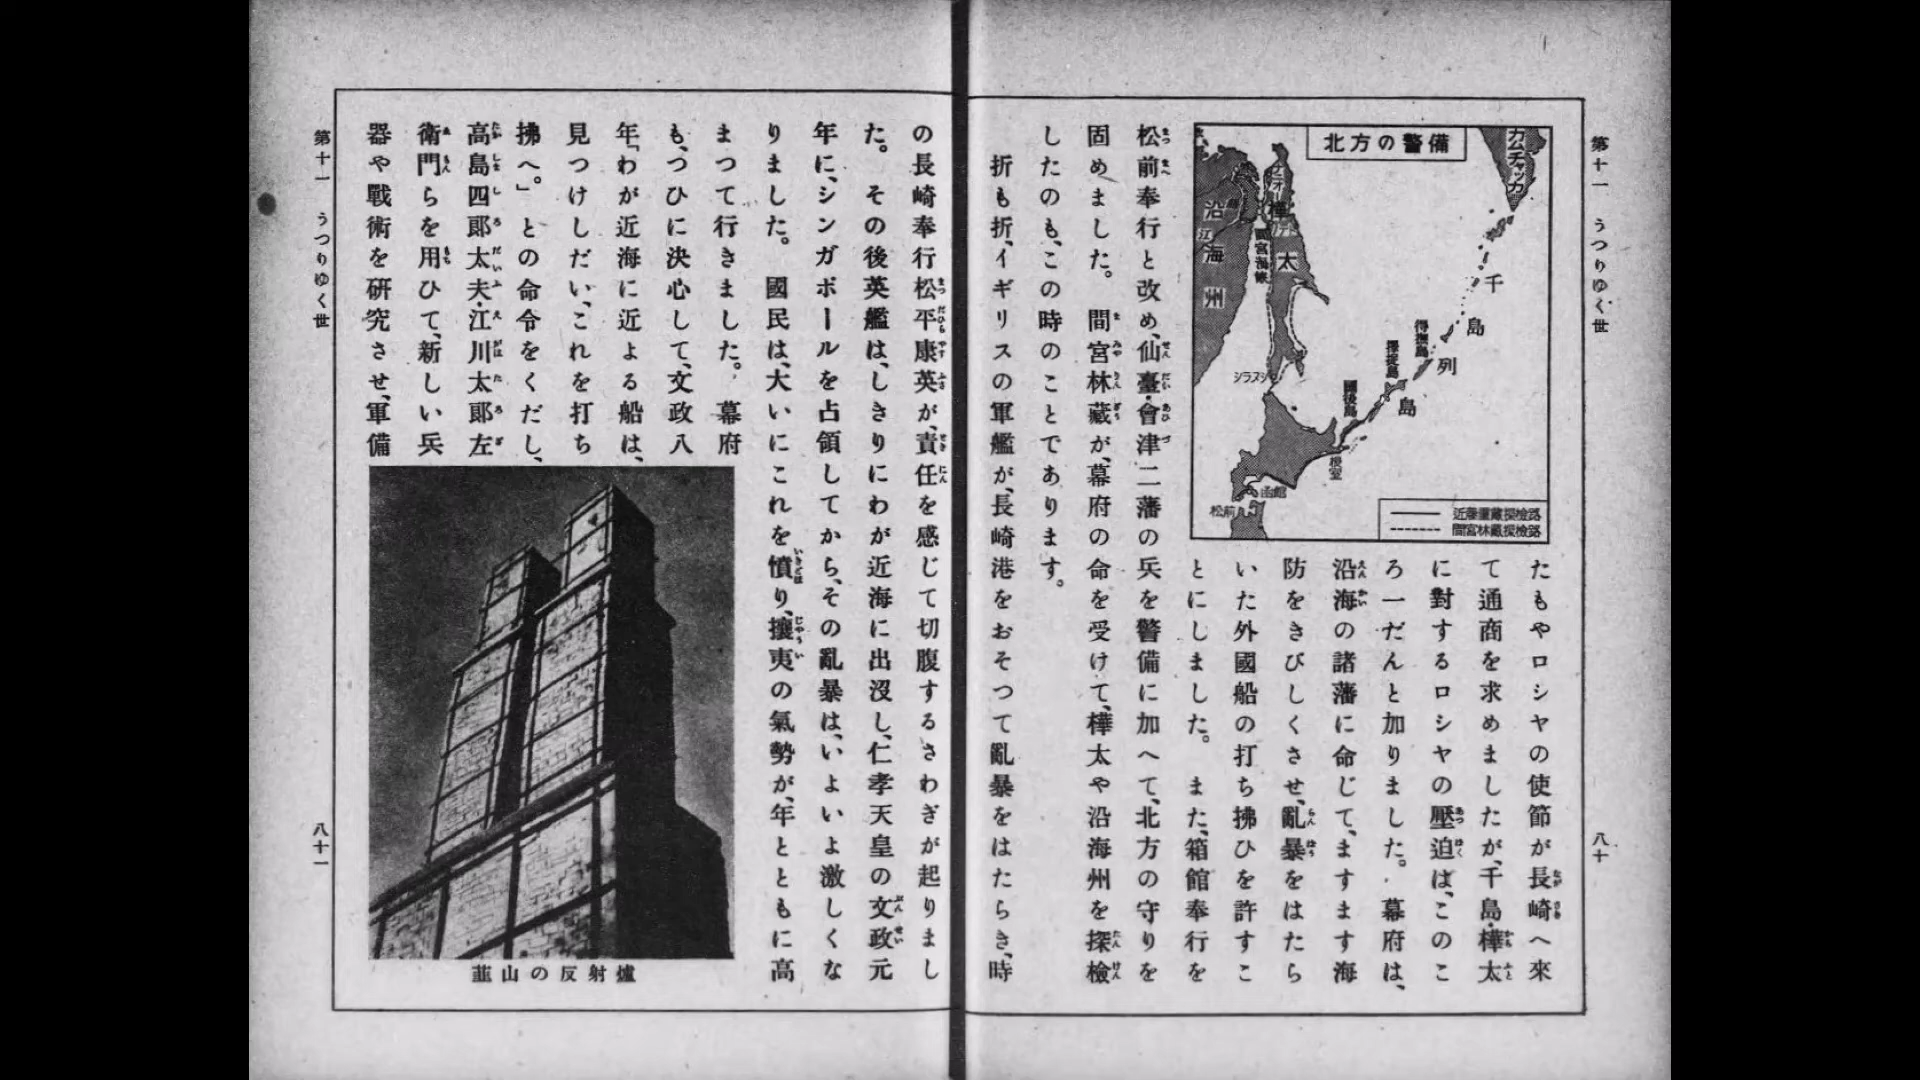 第十一 うつりゆく世
八十
北方の警備
カムチャッカ
千島列島
得撫島
擇捉島
國後島
根室
函館
松前
シラヌシ
樺太
間宮海峽
沿海州
近藤重藏探檢路
間宮林藏探檢路
たもやロシヤの使節が長崎へ來
て通商を求めましたが、千島・樺太
に對するロシヤの壓迫は、このこ
ろ一だんと加りました。幕府は、
沿海の諸藩に命じて、ますます海
防をきびしくさせ、亂暴をはたら
いた外國船の打ち拂ひを許すこ
とにしました。また、箱館奉行を
松前奉行と改め、仙臺・會津二藩の兵を警備に加へて、北方の守りを
固めました。間宮林藏が、幕府の命を受けて、樺太や沿海州を探檢
したのも、この時のことであります。
折も折、イギリスの軍艦が、長崎港をおそつて亂暴をはたらき、時
の長崎奉行松平康英が、責任を感じて切腹するさわぎが起りまし
た。その後英艦は、しきりにわが近海に出沒し、仁孝天皇の文政元
年に、シンガポールを占領してから、その亂暴は、いよいよ激しくな
りました。國民は、大いにこれを憤り、攘夷の氣勢が、年とともに高
まつて行きました。幕府
も、つひに決心して、文政八
年「わが近海に近よる船は、
見つけしだい、これを打ち
拂へ。」との命令をくだし、
高島四郎太夫・江川太郎左
衛門らを用ひて、新しい兵
器や戰術を研究させ、軍備
韮山の反射爐
第十一 うつりゆく世
八十一